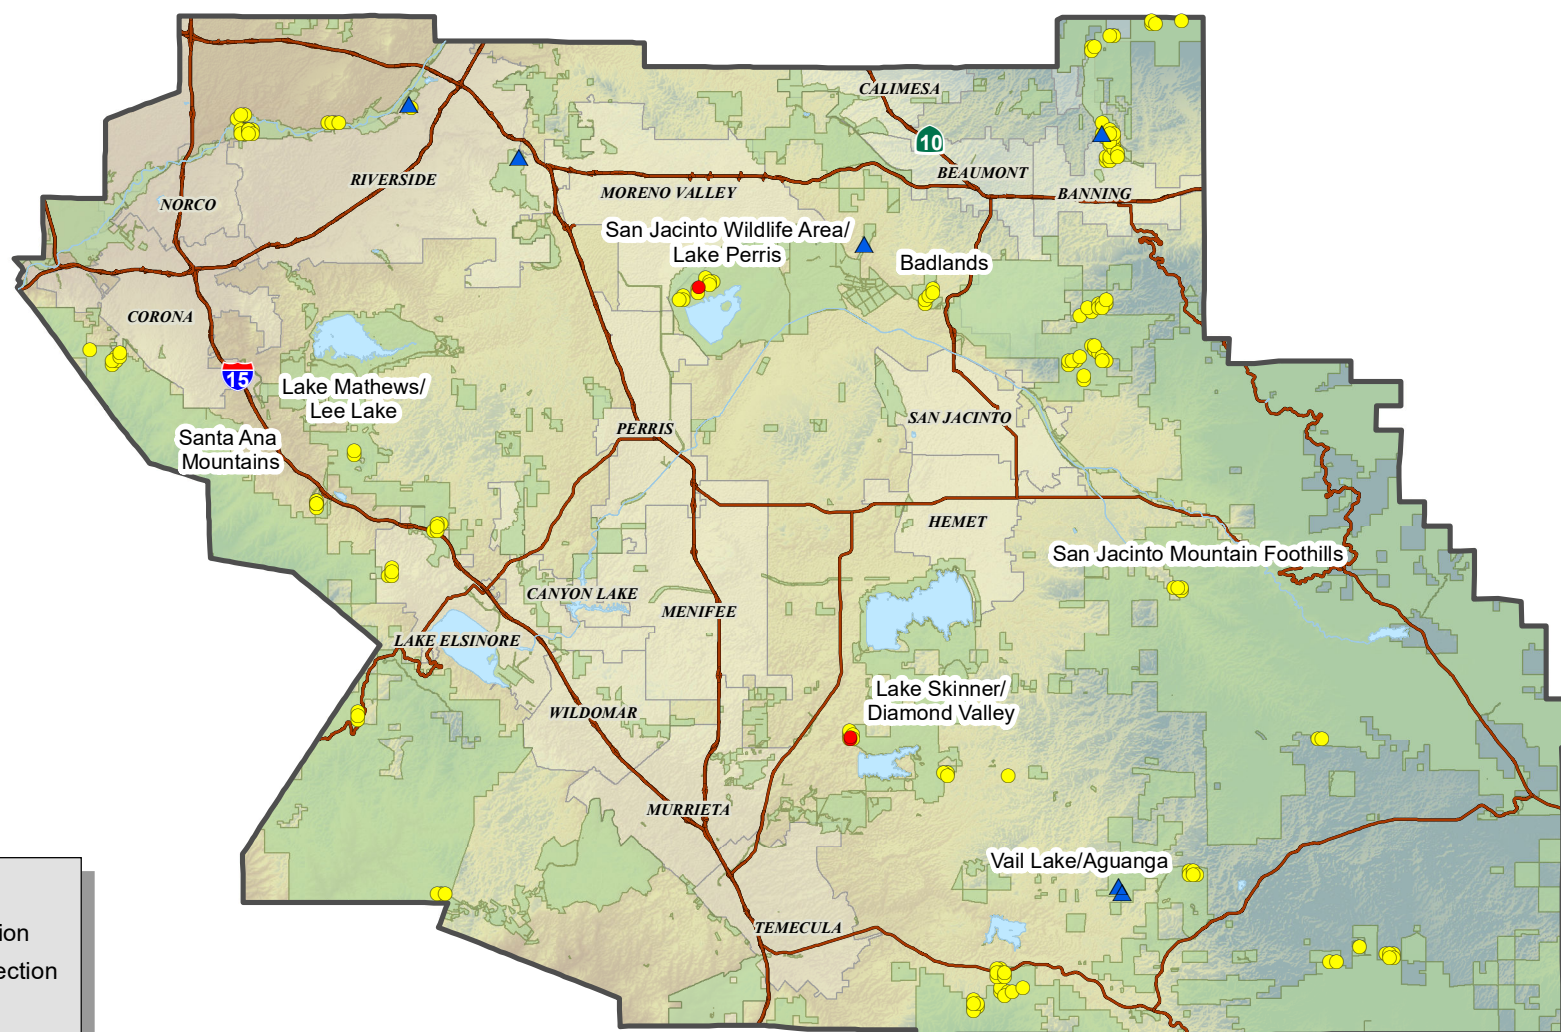 CALIMESA
10
BEAUMONT
BANNING
RIVERSIDE
MORENO VALLEY
NORCO
San Jacinto Wildlife Area/
Lake Perris
Badlands
CORONA
15
Lake Mathews/
Lee Lake
Santa Ana
Mountains
PERRIS
SAN JACINTO
HEMET
San Jacinto Mountain Foothills
CANYON LAKE
MENIFEE
LAKE ELSINORE
Lake Skinner/
Diamond Valley
WILDOMAR
MURRIETA
Vail Lake/Aguanga
TEMECULA
ion
ection